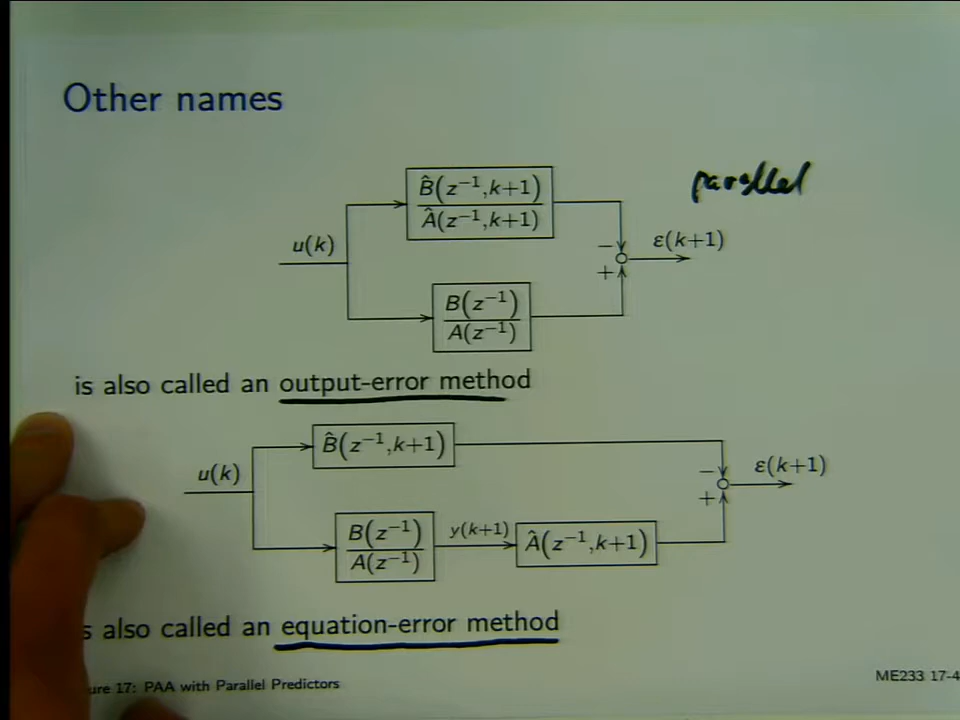 Other names
parallel
B̂(z⁻¹,k+1)
Â(z⁻¹,k+1)
u(k)
ε(k+1)
−
+
B(z⁻¹)
A(z⁻¹)
is also called an output-error method
B̂(z⁻¹,k+1)
u(k)
ε(k+1)
−
+
B(z⁻¹)
A(z⁻¹)
y(k+1)
Â(z⁻¹,k+1)
s also called an equation-error method
ure 17: PAA with Parallel Predictors
ME233 17-4